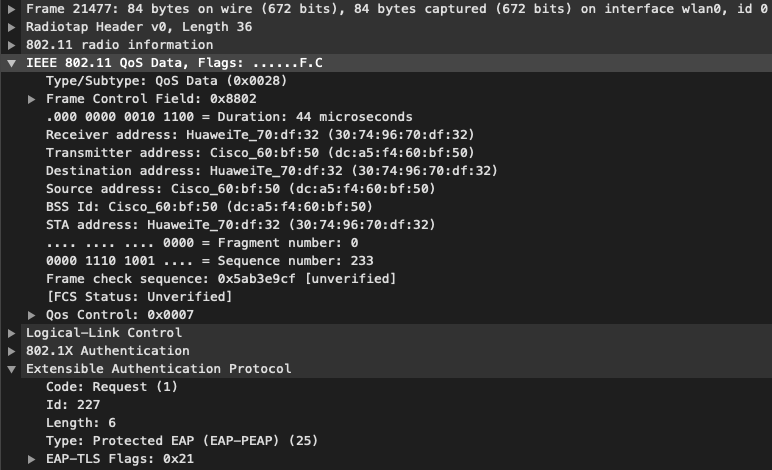 Frame 21477: 84 bytes on wire (672 bits), 84 bytes captured (672 bits) on interface wlan0, id 0
Radiotap Header v0, Length 36
802.11 radio information
IEEE 802.11 QoS Data, Flags: ......F.C
Type/Subtype: QoS Data (0x0028)
Frame Control Field: 0x8802
.000 0000 0010 1100 = Duration: 44 microseconds
Receiver address: HuaweiTe_70:df:32 (30:74:96:70:df:32)
Transmitter address: Cisco_60:bf:50 (dc:a5:f4:60:bf:50)
Destination address: HuaweiTe_70:df:32 (30:74:96:70:df:32)
Source address: Cisco_60:bf:50 (dc:a5:f4:60:bf:50)
BSS Id: Cisco_60:bf:50 (dc:a5:f4:60:bf:50)
STA address: HuaweiTe_70:df:32 (30:74:96:70:df:32)
.... .... .... 0000 = Fragment number: 0
0000 1110 1001 .... = Sequence number: 233
Frame check sequence: 0x5ab3e9cf [unverified]
[FCS Status: Unverified]
Qos Control: 0x0007
Logical-Link Control
802.1X Authentication
Extensible Authentication Protocol
Code: Request (1)
Id: 227
Length: 6
Type: Protected EAP (EAP-PEAP) (25)
EAP-TLS Flags: 0x21